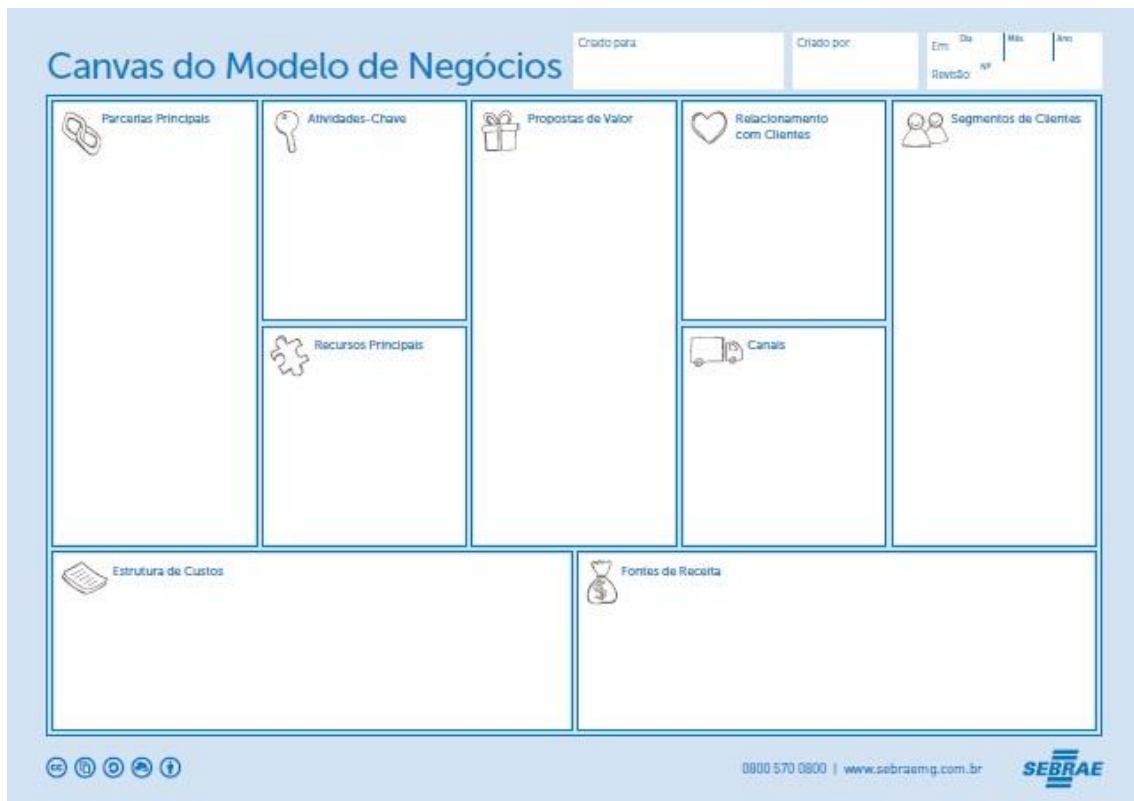 Canvas do Modelo de Negócios
Criado para:
Criado por:
Em:
Dia
Mês
Ano
Revisão:
Nº
Parcerias Principais
Atividades-Chave
Propostas de Valor
Relacionamento
com Clientes
Segmentos de Clientes
Recursos Principais
Canais
Estrutura de Custos
Fontes de Receita
$
cc
0800 570 0800 | www.sebraemg.com.br
SEBRAE